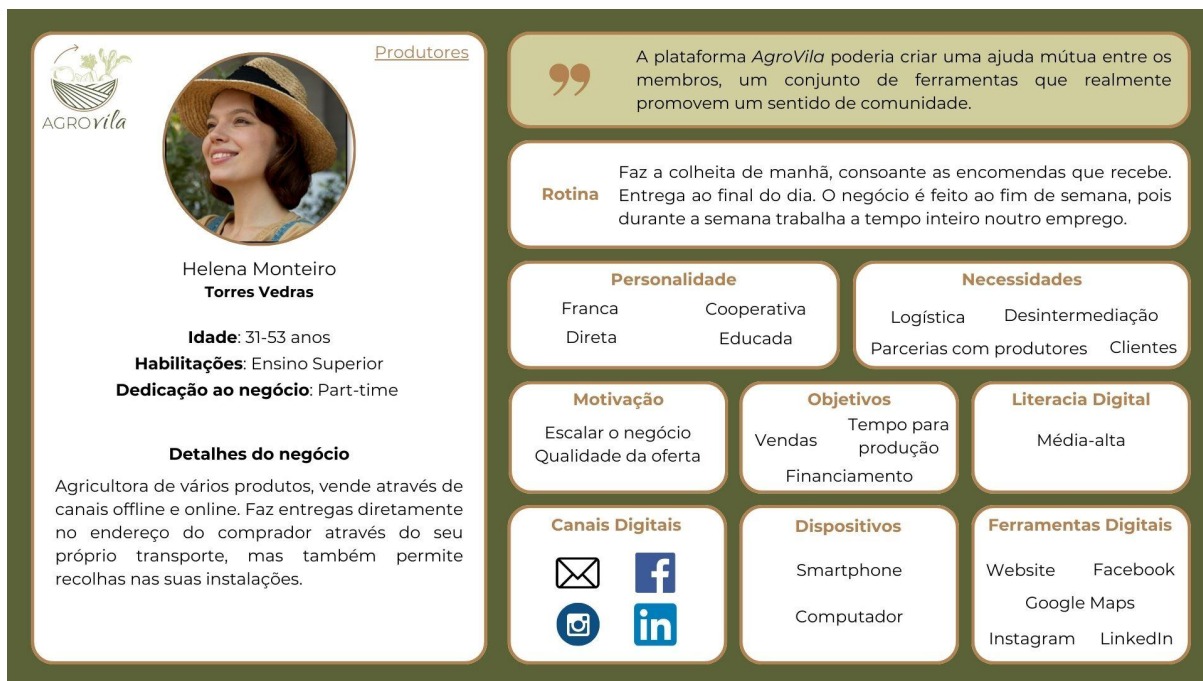 AGROvila
Produtores
Helena Monteiro
Torres Vedras
Idade: 31-53 anos
Habilitações: Ensino Superior
Dedicação ao negócio: Part-time
Detalhes do negócio
Agricultora de vários produtos, vende através de
canais offline e online. Faz entregas diretamente
no endereço do comprador através do seu
próprio transporte, mas também permite
recolhas nas suas instalações.
A plataforma AgroVila poderia criar uma ajuda mútua entre os
membros, um conjunto de ferramentas que realmente
promovem um sentido de comunidade.
Rotina
Faz a colheita de manhã, consoante as encomendas que recebe.
Entrega ao final do dia. O negócio é feito ao fim de semana, pois
durante a semana trabalha a tempo inteiro noutro emprego.
Personalidade
Franca
Cooperativa
Direta
Educada
Necessidades
Logística
Desintermediação
Parcerias com produtores
Clientes
Motivação
Escalar o negócio
Qualidade da oferta
Objetivos
Vendas
Tempo para
produção
Financiamento
Literacia Digital
Média-alta
Canais Digitais
f
in
Dispositivos
Smartphone
Computador
Ferramentas Digitais
Website
Facebook
Google Maps
Instagram
LinkedIn